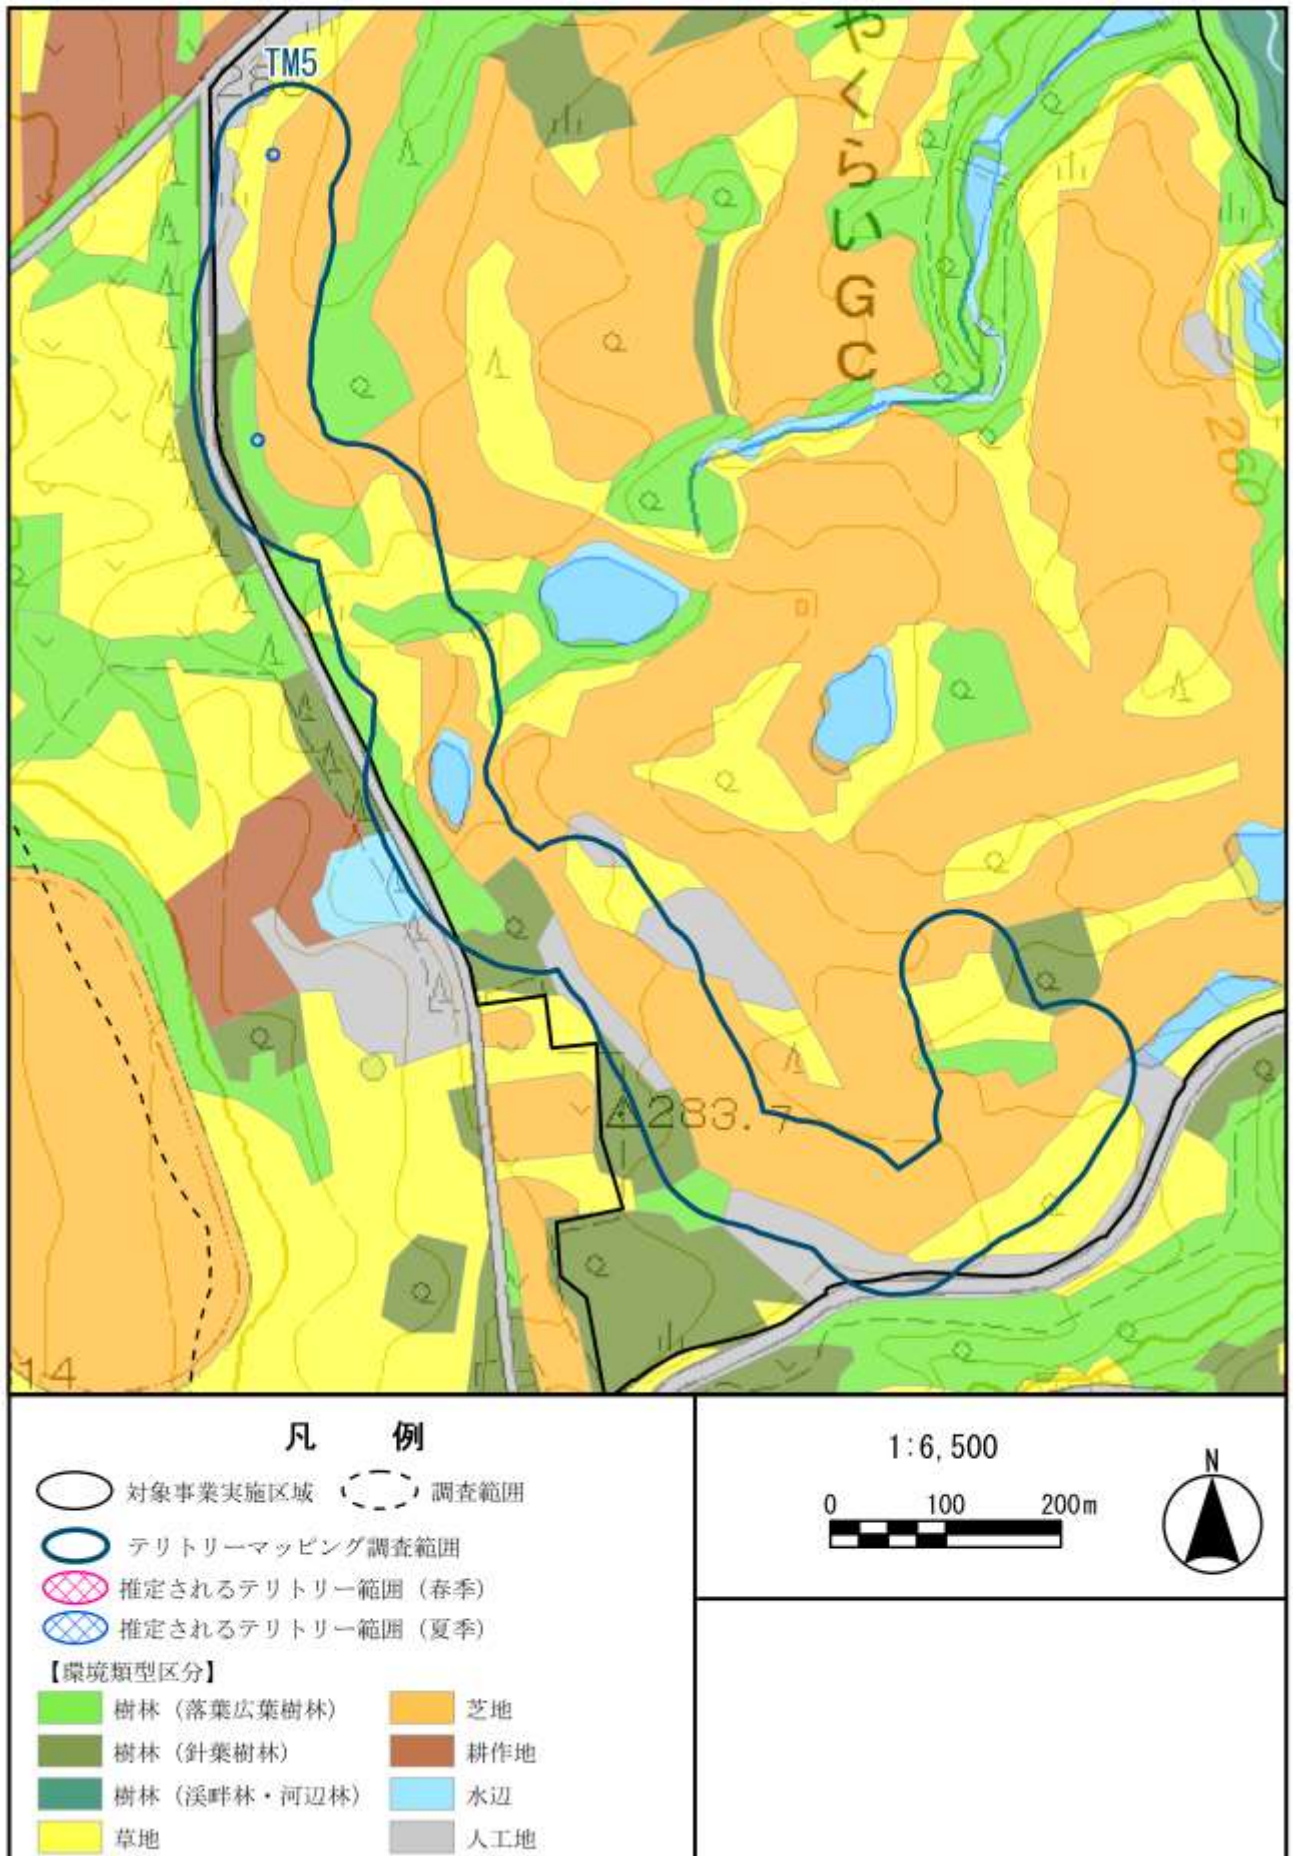 TM5
やくらいGC
260
283.7
14
凡 例
対象事業実施区域 調査範囲
テリトリーマッピング調査範囲
推定されるテリトリー範囲（春季）
推定されるテリトリー範囲（夏季）
【環境類型区分】
樹林（落葉広葉樹林）
樹林（針葉樹林）
樹林（渓畔林・河辺林）
草地
芝地
耕作地
水辺
人工地
1:6,500
0 100 200m
N